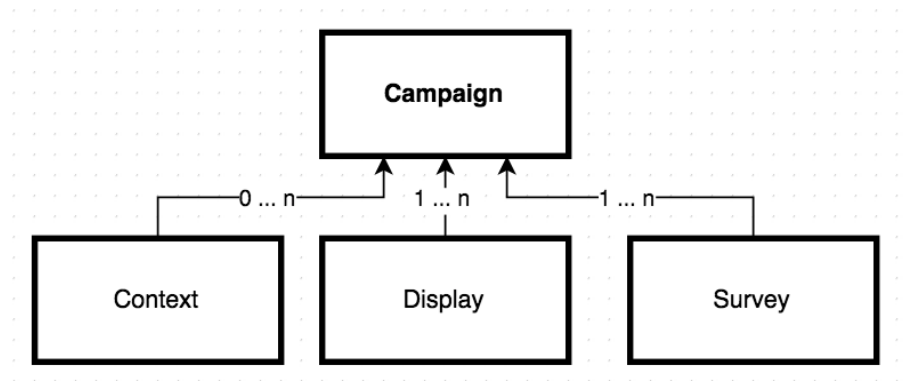 Campaign
0 ... n
1 ... n
1 ... n
Context
Display
Survey